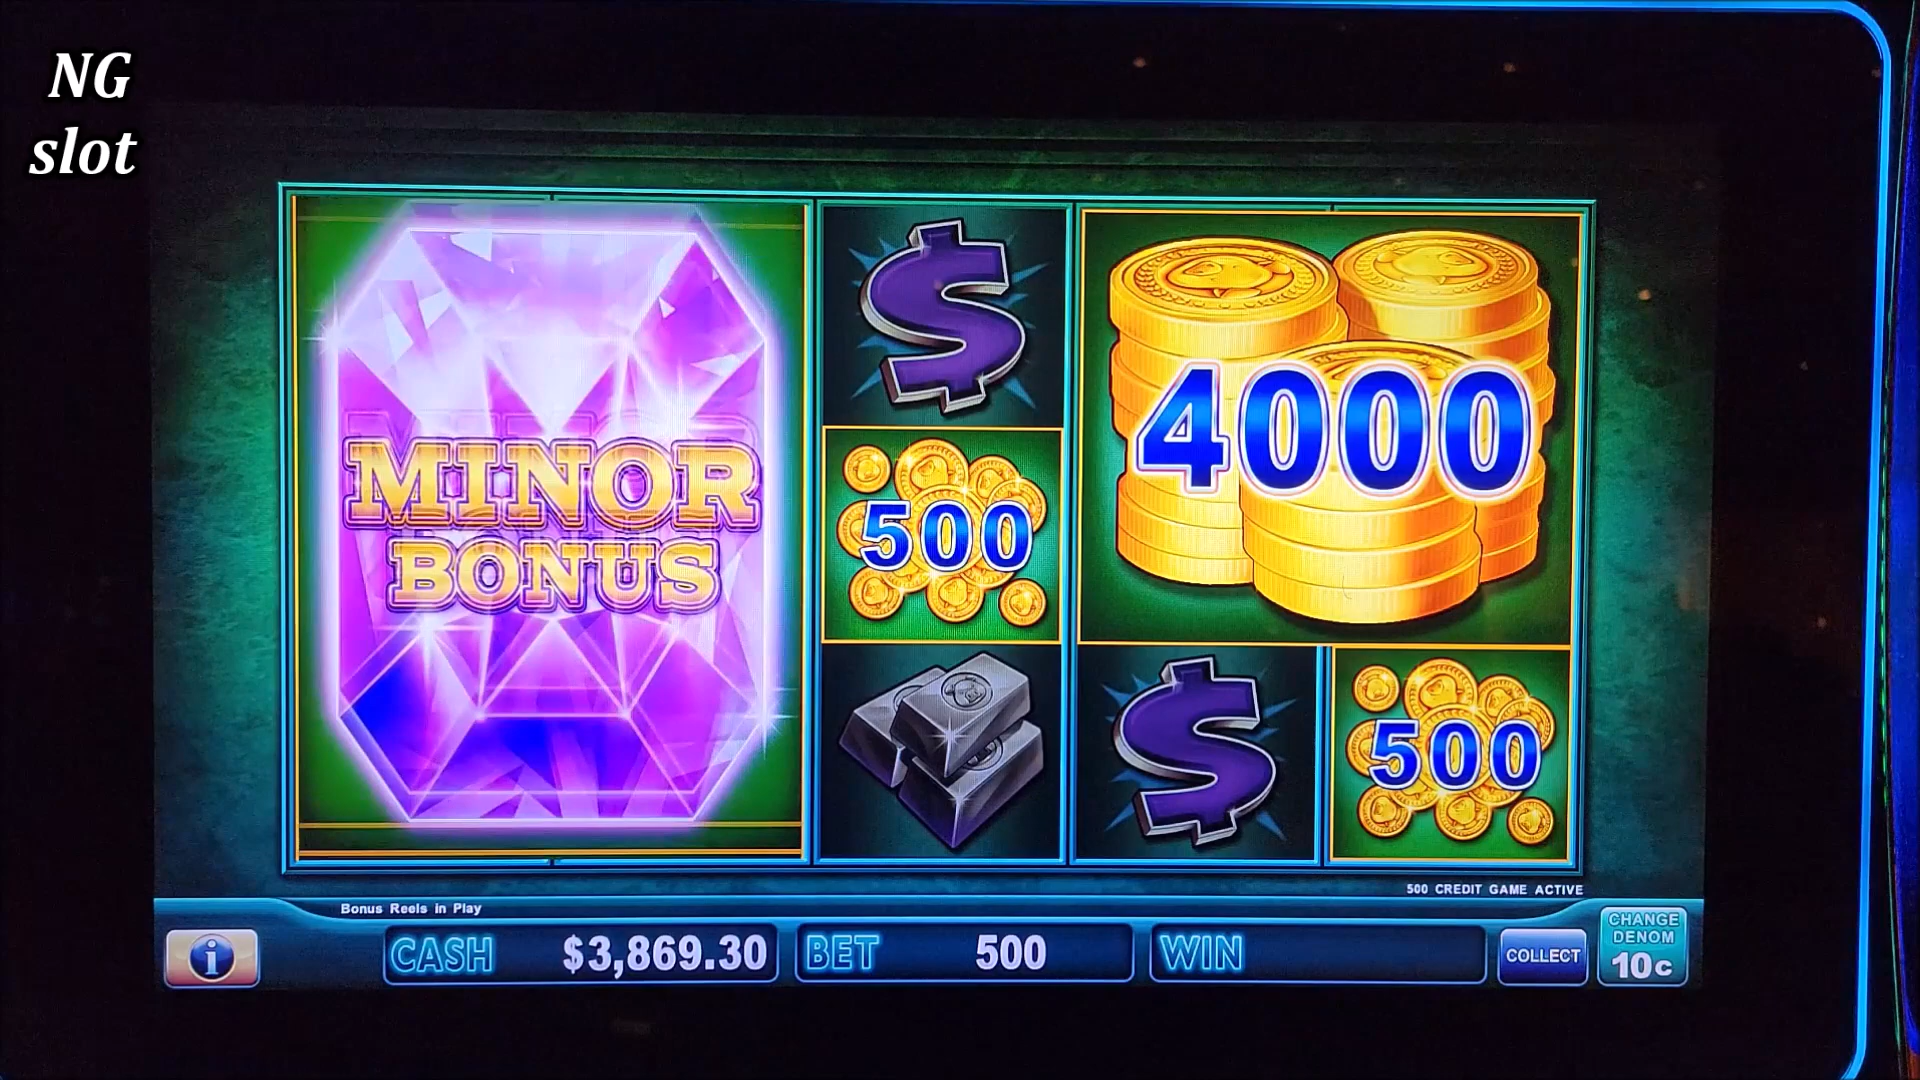 NG
slot
MINOR
BONUS
500
4000
500
500 CREDIT GAME ACTIVE
Bonus Reels in Play
CASH $3,869.30
BET 500
WIN
COLLECT
CHANGE
DENOM
10¢